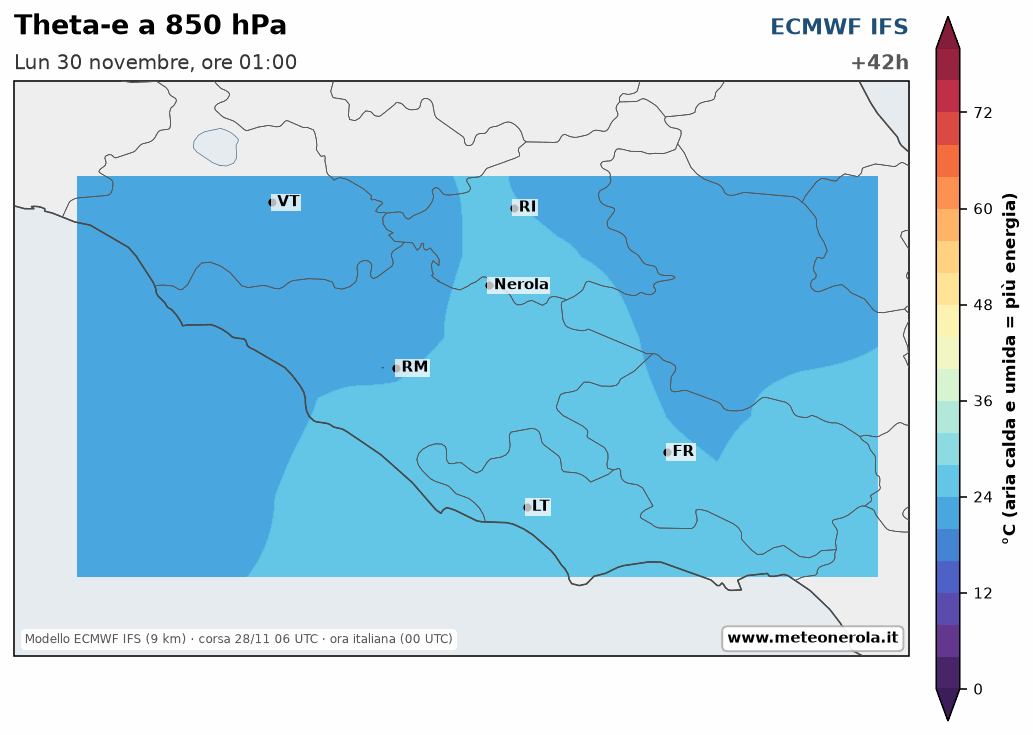 Theta-e a 850 hPa
ECMWF IFS
Lun 30 novembre, ore 01:00
+42h
VT
RI
Nerola
RM
FR
LT
72
60
48
36
24
12
0
°C (aria calda e umida = più energia)
Modello ECMWF IFS (9 km) · corsa 28/11 06 UTC · ora italiana (00 UTC)
www.meteonerola.it